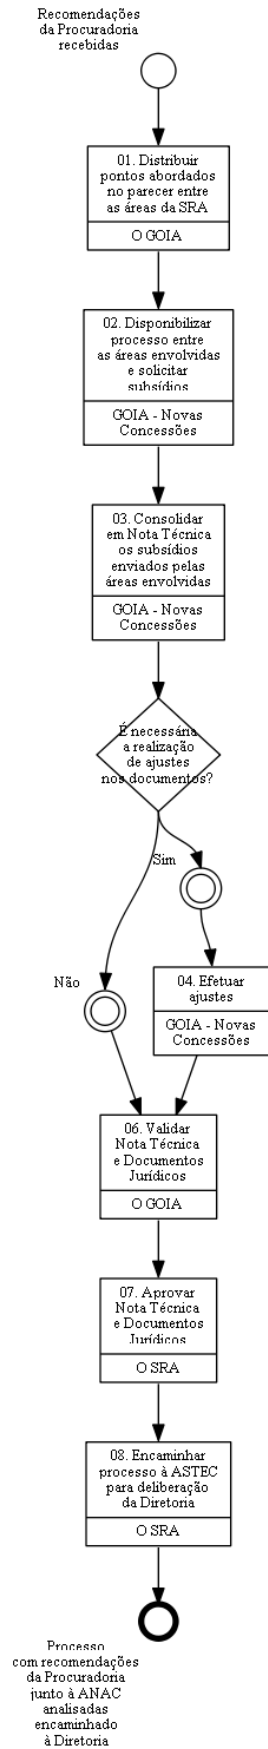 Recomendações
da Procuradoria
recebidas
01. Distribuir
pontos abordados
no parecer entre
as áreas da SRA
O GOIA
02. Disponibilizar
processo entre
as áreas envolvidas
e solicitar
subsídios
GOIA - Novas
Concessões
03. Consolidar
em Nota Técnica
os subsídios
enviados pelas
áreas envolvidas
GOIA - Novas
Concessões
É necessária
a realização
de ajustes
nos documentos?
Sim
Não
04. Efetuar
ajustes
GOIA - Novas
Concessões
06. Validar
Nota Técnica
e Documentos
Jurídicos
O GOIA
07. Aprovar
Nota Técnica
e Documentos
Jurídicos
O SRA
08. Encaminhar
processo à ASTEC
para deliberação
da Diretoria
O SRA
Processo
com recomendações
da Procuradoria
junto à ANAC
analisadas
encaminhado
à Diretoria